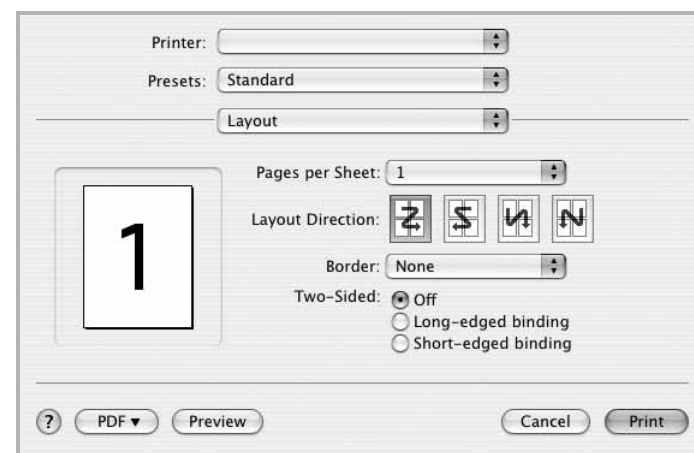 Printer:
Presets: Standard
Layout
Pages per Sheet: 1
Layout Direction:
Border: None
Two-Sided: Off
Long-edged binding
Short-edged binding
1
? PDF▼ Preview Cancel Print